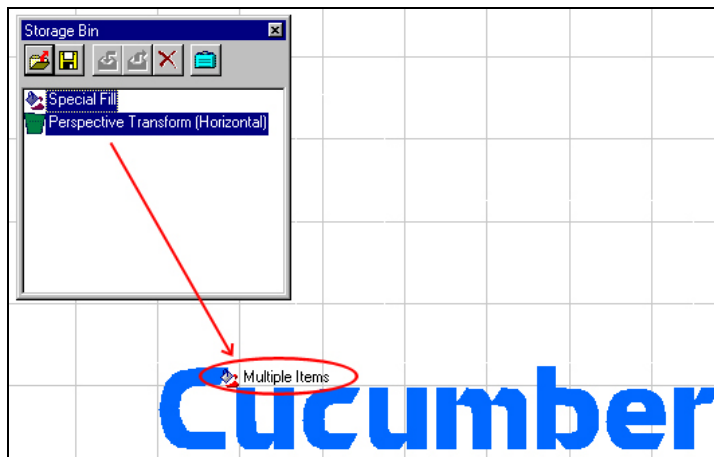 Storage Bin
Special Fill
Perspective Transform (Horizontal)
Multiple Items
Cucumber